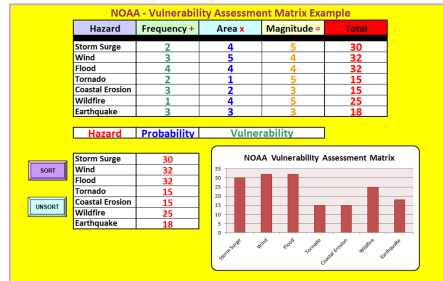 NOAA - Vulnerability Assessment Matrix Example
Hazard Frequency + Area x Magnitude = Total
Storm Surge 2 4 5 30
Wind 3 5 4 32
Flood 4 4 4 32
Tornado 2 1 5 15
Coastal Erosion 3 2 3 15
Wildfire 1 4 5 25
Earthquake 3 3 3 18
Hazard Probability Vulnerability
SORT
UNSORT
Storm Surge 30
Wind 32
Flood 32
Tornado 15
Coastal Erosion 15
Wildfire 25
Earthquake 18
NOAA Vulnerability Assessment Matrix
35
30
25
20
15
10
5
0
Storm Surge
Wind
Flood
Tornado
Coastal Erosion
Wildfire
Earthquake